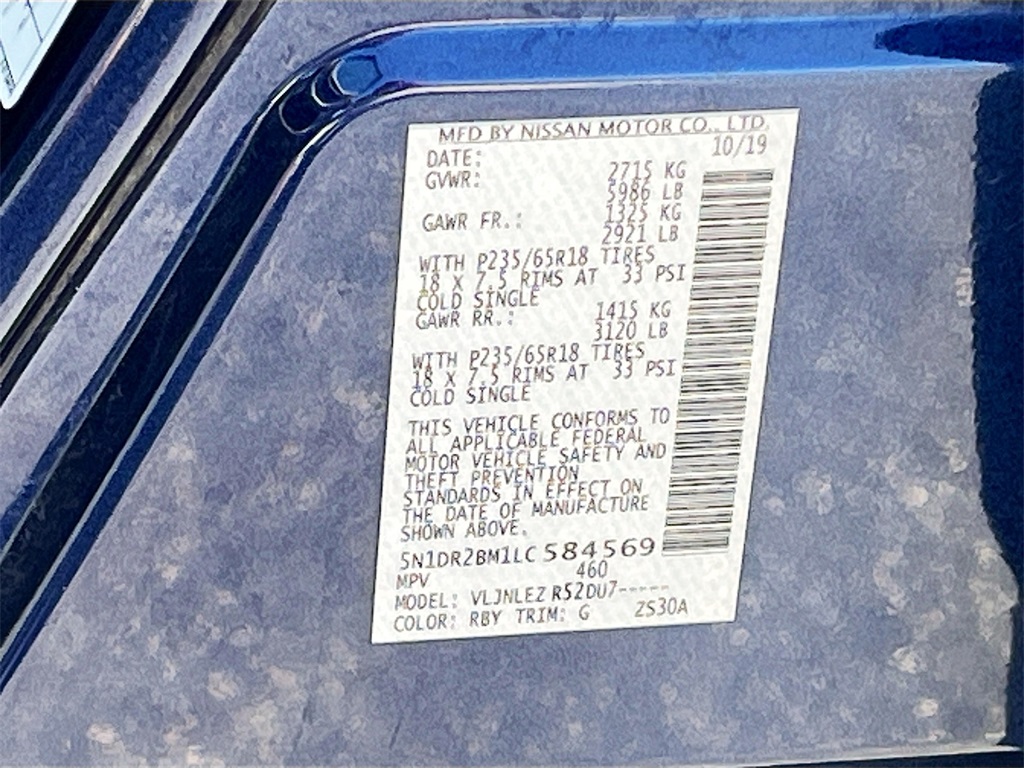 MFD BY NISSAN MOTOR CO., LTD.
DATE: 10/19
GVWR: 2715 KG
5986 LB
GAWR FR.: 1325 KG
2921 LB
WITH P235/65R18 TIRES
18 X 7.5 RIMS AT 33 PSI
COLD SINGLE
GAWR RR.: 1415 KG
3120 LB
WITH P235/65R18 TIRES
18 X 7.5 RIMS AT 33 PSI
COLD SINGLE
THIS VEHICLE CONFORMS TO
ALL APPLICABLE FEDERAL
MOTOR VEHICLE SAFETY AND
THEFT PREVENTION
STANDARDS IN EFFECT ON
THE DATE OF MANUFACTURE
SHOWN ABOVE.
5N1DR2BM1LC 584569
MPV 460
MODEL: VLJNLEZ R52DU7-----
COLOR: RBY TRIM: G ZS30A